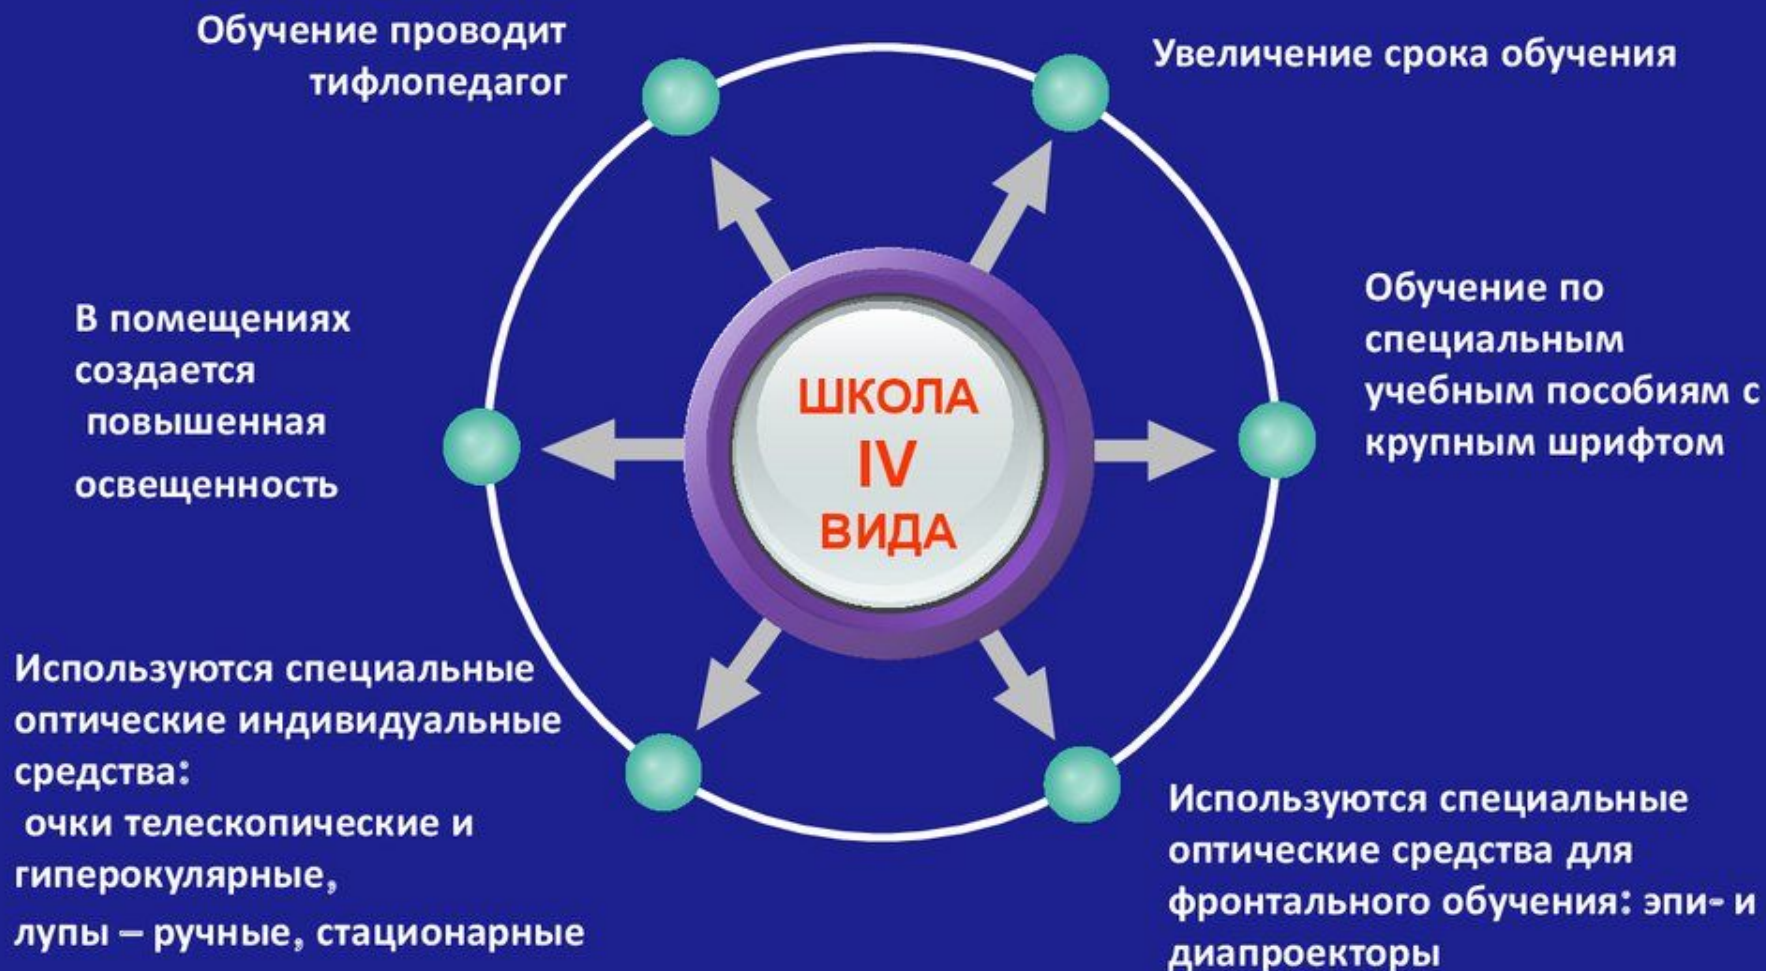 Обучение проводит
тифлопедагог
Увеличение срока обучения
В помещениях
создается
повышенная
освещенность
ШКОЛА
IV
ВИДА
Обучение по
специальным
учебным пособиям с
крупным шрифтом
Используются специальные
оптические индивидуальные
средства:
очки телескопические и
гиперокулярные,
лупы – ручные, стационарные
Используются специальные
оптические средства для
фронтального обучения: эпи- и
диапроекторы